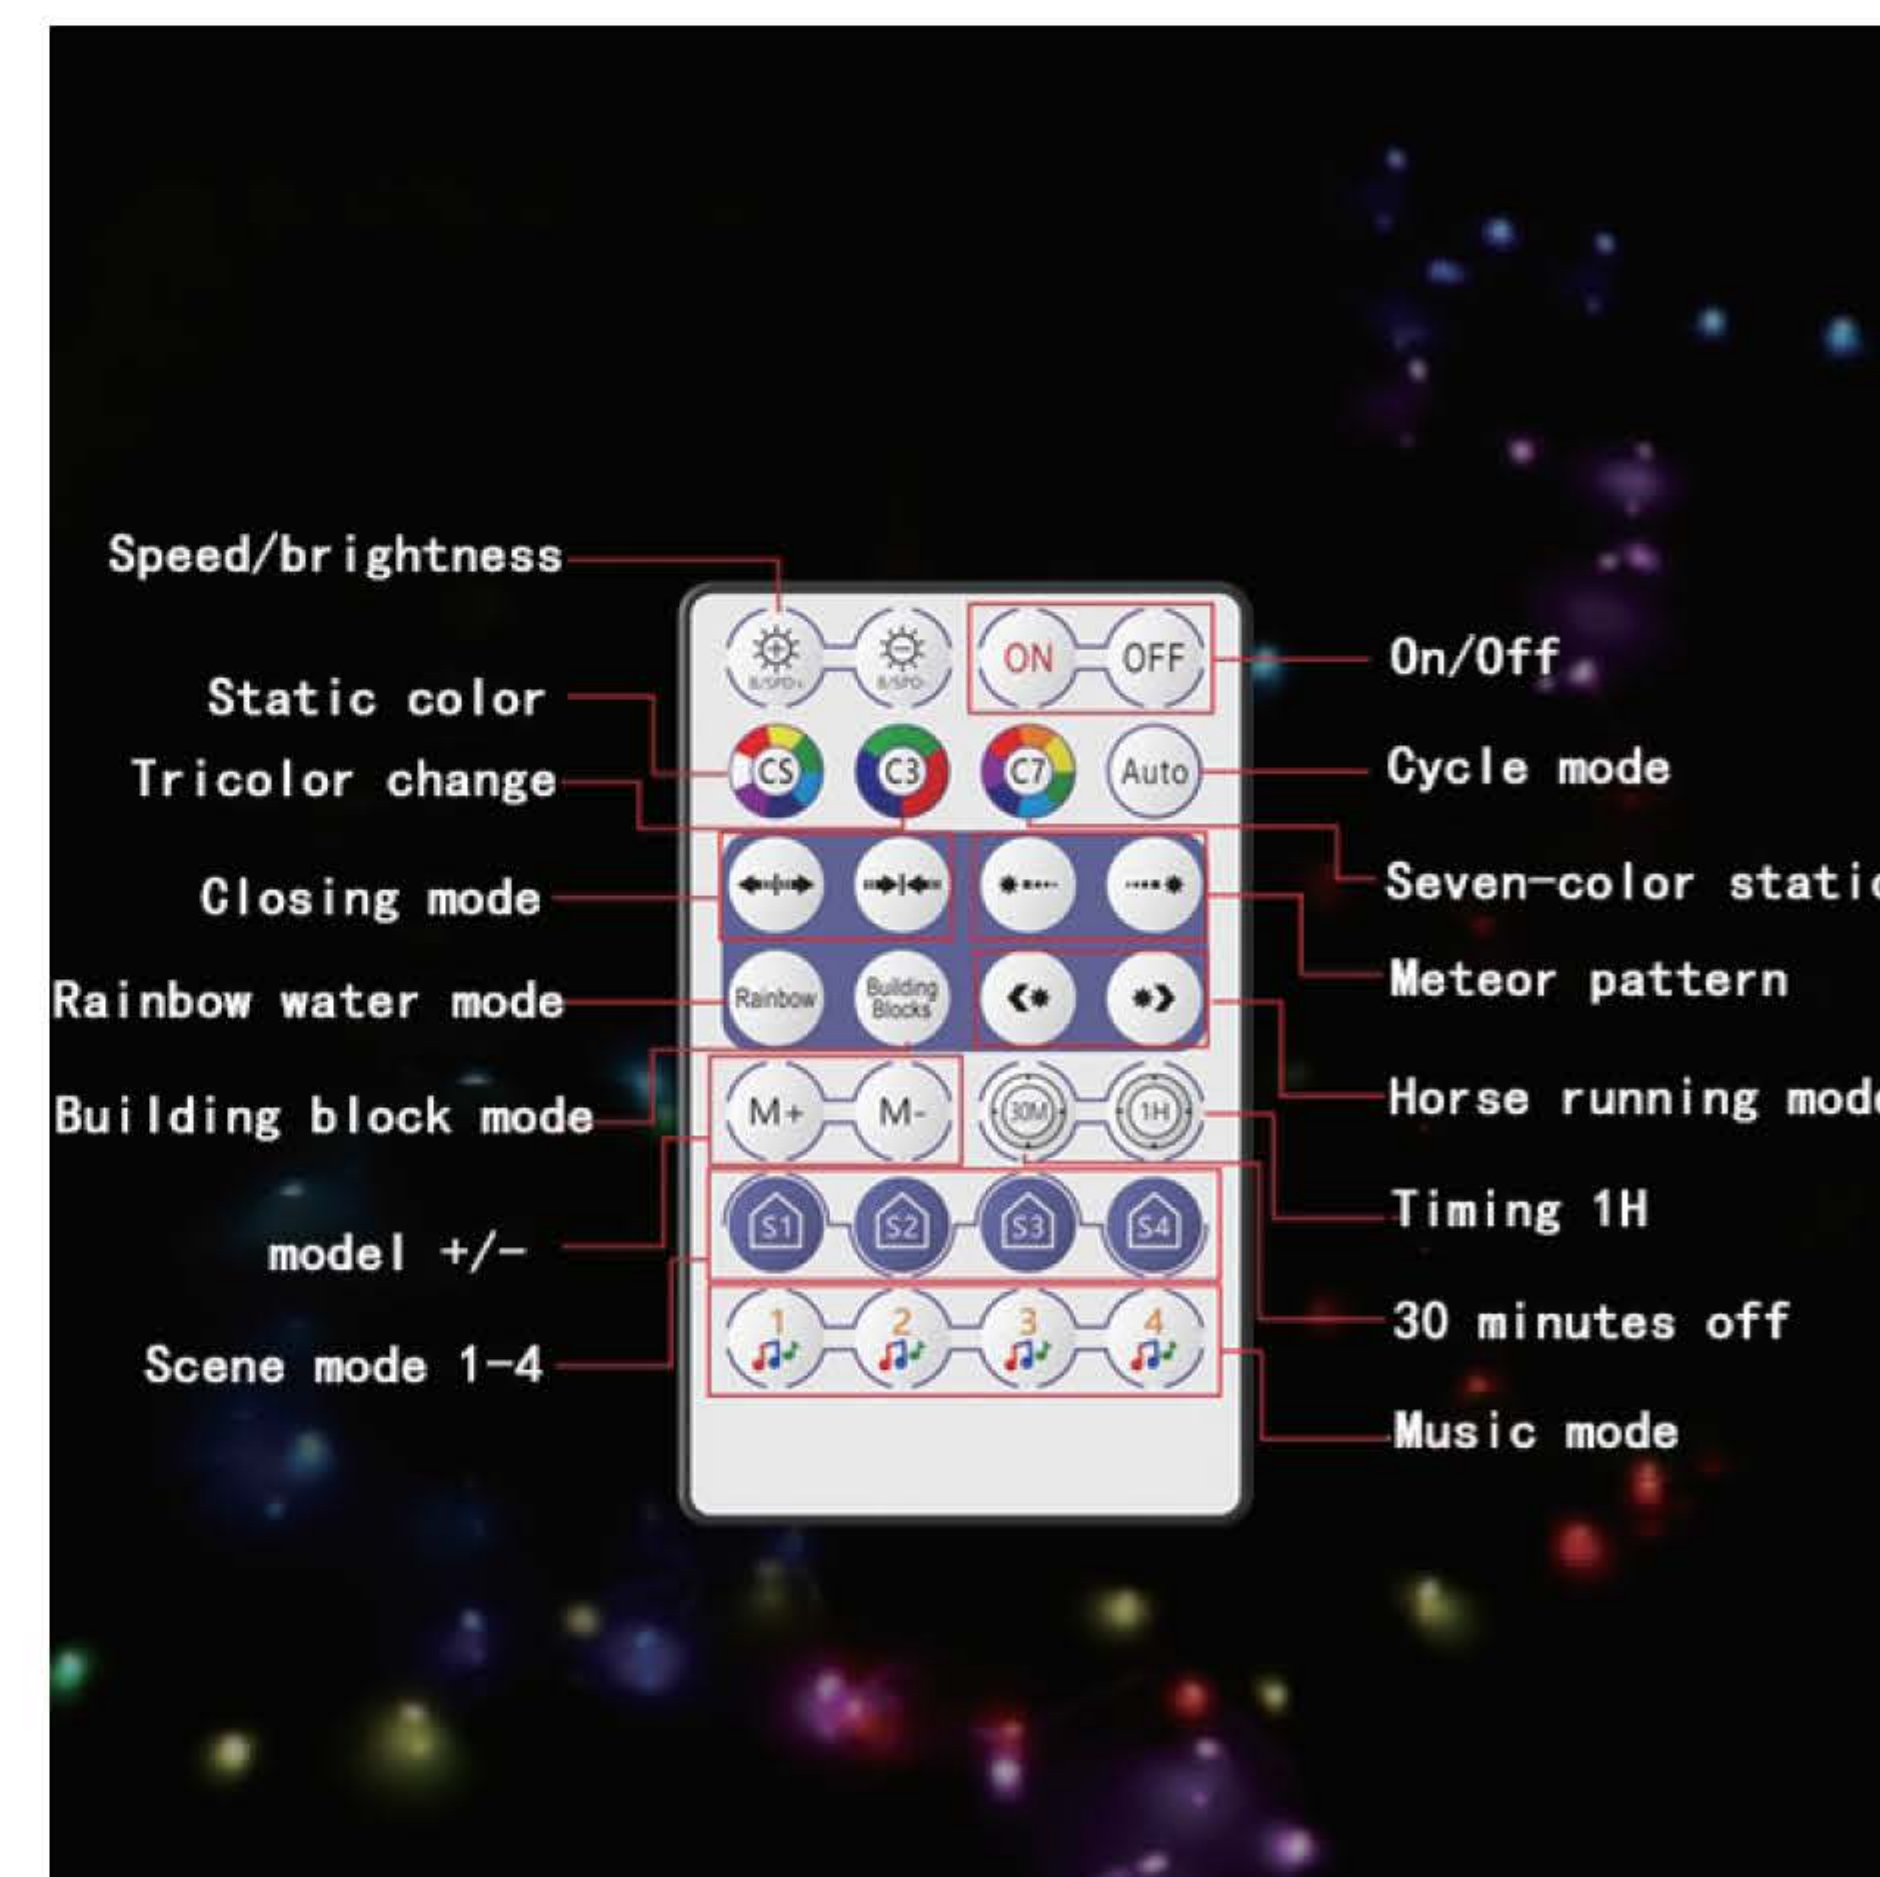 Speed/brightness
Static color
Tricolor change
Closing mode
Rainbow water mode
Building block mode
model +/-
Scene mode 1-4
B/SPD+ B/SPD- ON OFF
CS C3 C7 Auto
Rainbow Building
Blocks
M+ M- 30M 1H
S1 S2 S3 S4
1 2 3 4
On/Off
Cycle mode
Seven-color static
Meteor pattern
Horse running mode
Timing 1H
30 minutes off
Music mode